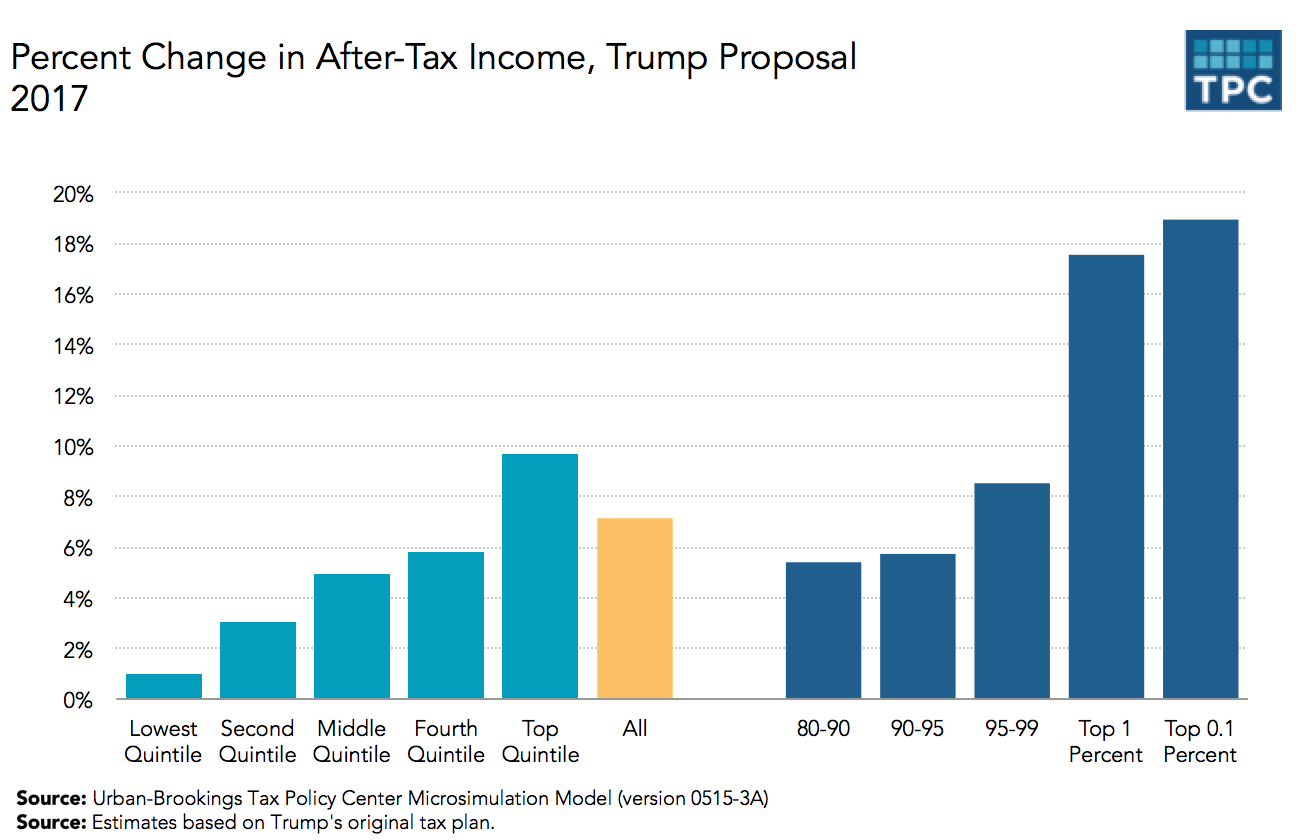 Percent Change in After-Tax Income, Trump Proposal
2017
TPC
20%
18%
16%
14%
12%
10%
8%
6%
4%
2%
0%
Lowest Quintile
Second Quintile
Middle Quintile
Fourth Quintile
Top Quintile
All
80-90
90-95
95-99
Top 1 Percent
Top 0.1 Percent
Source: Urban-Brookings Tax Policy Center Microsimulation Model (version 0515-3A)
Source: Estimates based on Trump's original tax plan.